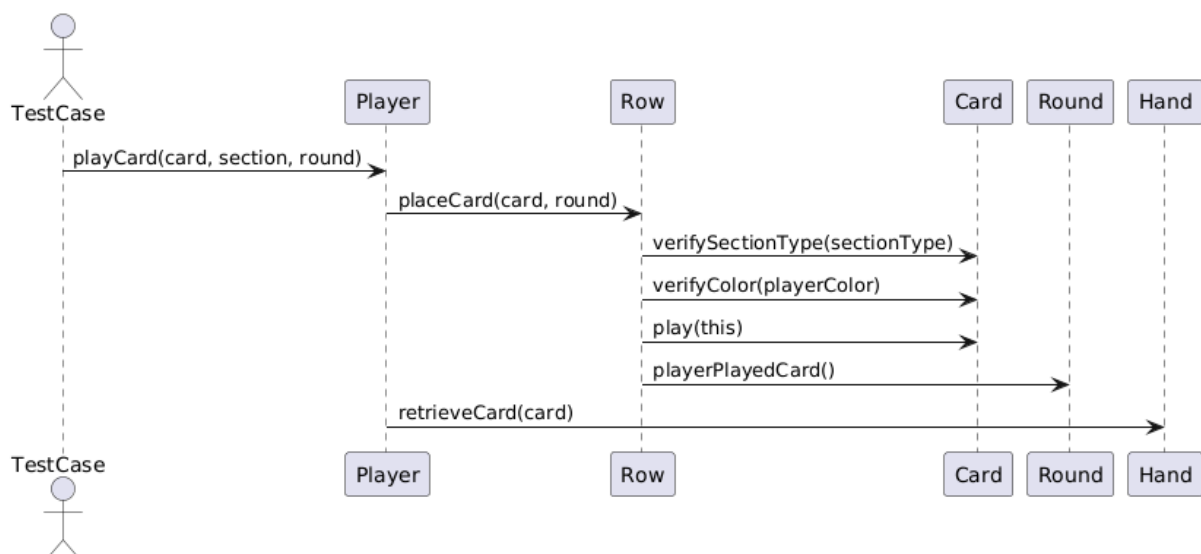 TestCase
Player
Row
Card
Round
Hand
playCard(card, section, round)
placeCard(card, round)
verifySectionType(sectionType)
verifyColor(playerColor)
play(this)
playerPlayedCard()
retrieveCard(card)
TestCase
Player
Row
Card
Round
Hand